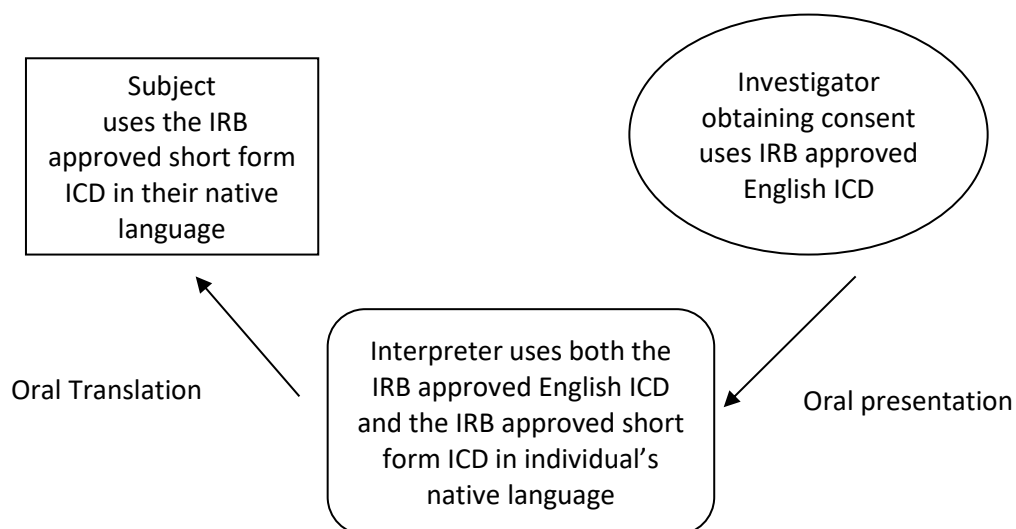 Subject
uses the IRB
approved short form
ICD in their native
language
Investigator
obtaining consent
uses IRB approved
English ICD
Oral Translation
Interpreter uses both the
IRB approved English ICD
and the IRB approved short
form ICD in individual’s
native language
Oral presentation